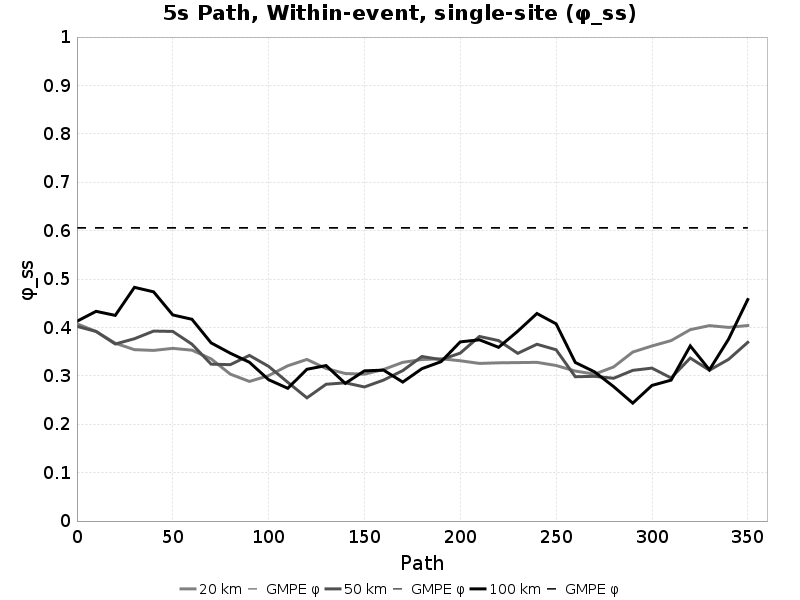 5s Path, Within-event, single-site (φ_ss)
1
0.9
0.8
0.7
0.6
0.5
0.4
0.3
0.2
0.1
0
φ_ss
0 50 100 150 200 250 300 350
Path
20 km GMPE φ 50 km GMPE φ 100 km GMPE φ